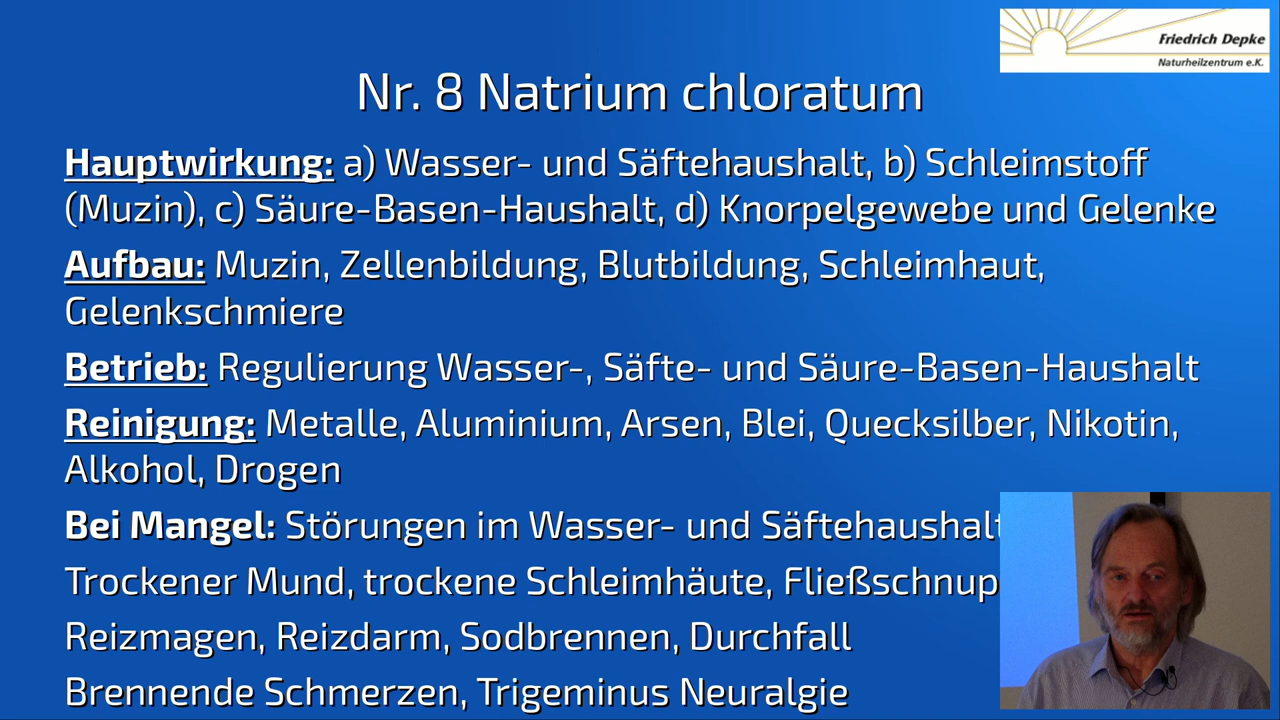 Friedrich Depke
Naturheilzentrum e.K.
Nr. 8 Natrium chloratum
Hauptwirkung: a) Wasser- und Säftehaushalt, b) Schleimstoff
(Muzin), c) Säure-Basen-Haushalt, d) Knorpelgewebe und Gelenke
Aufbau: Muzin, Zellenbildung, Blutbildung, Schleimhaut,
Gelenkschmiere
Betrieb: Regulierung Wasser-, Säfte- und Säure-Basen-Haushalt
Reinigung: Metalle, Aluminium, Arsen, Blei, Quecksilber, Nikotin,
Alkohol, Drogen
Bei Mangel: Störungen im Wasser- und Säftehaushalt
Trockener Mund, trockene Schleimhäute, Fließschnup
Reizmagen, Reizdarm, Sodbrennen, Durchfall
Brennende Schmerzen, Trigeminus Neuralgie